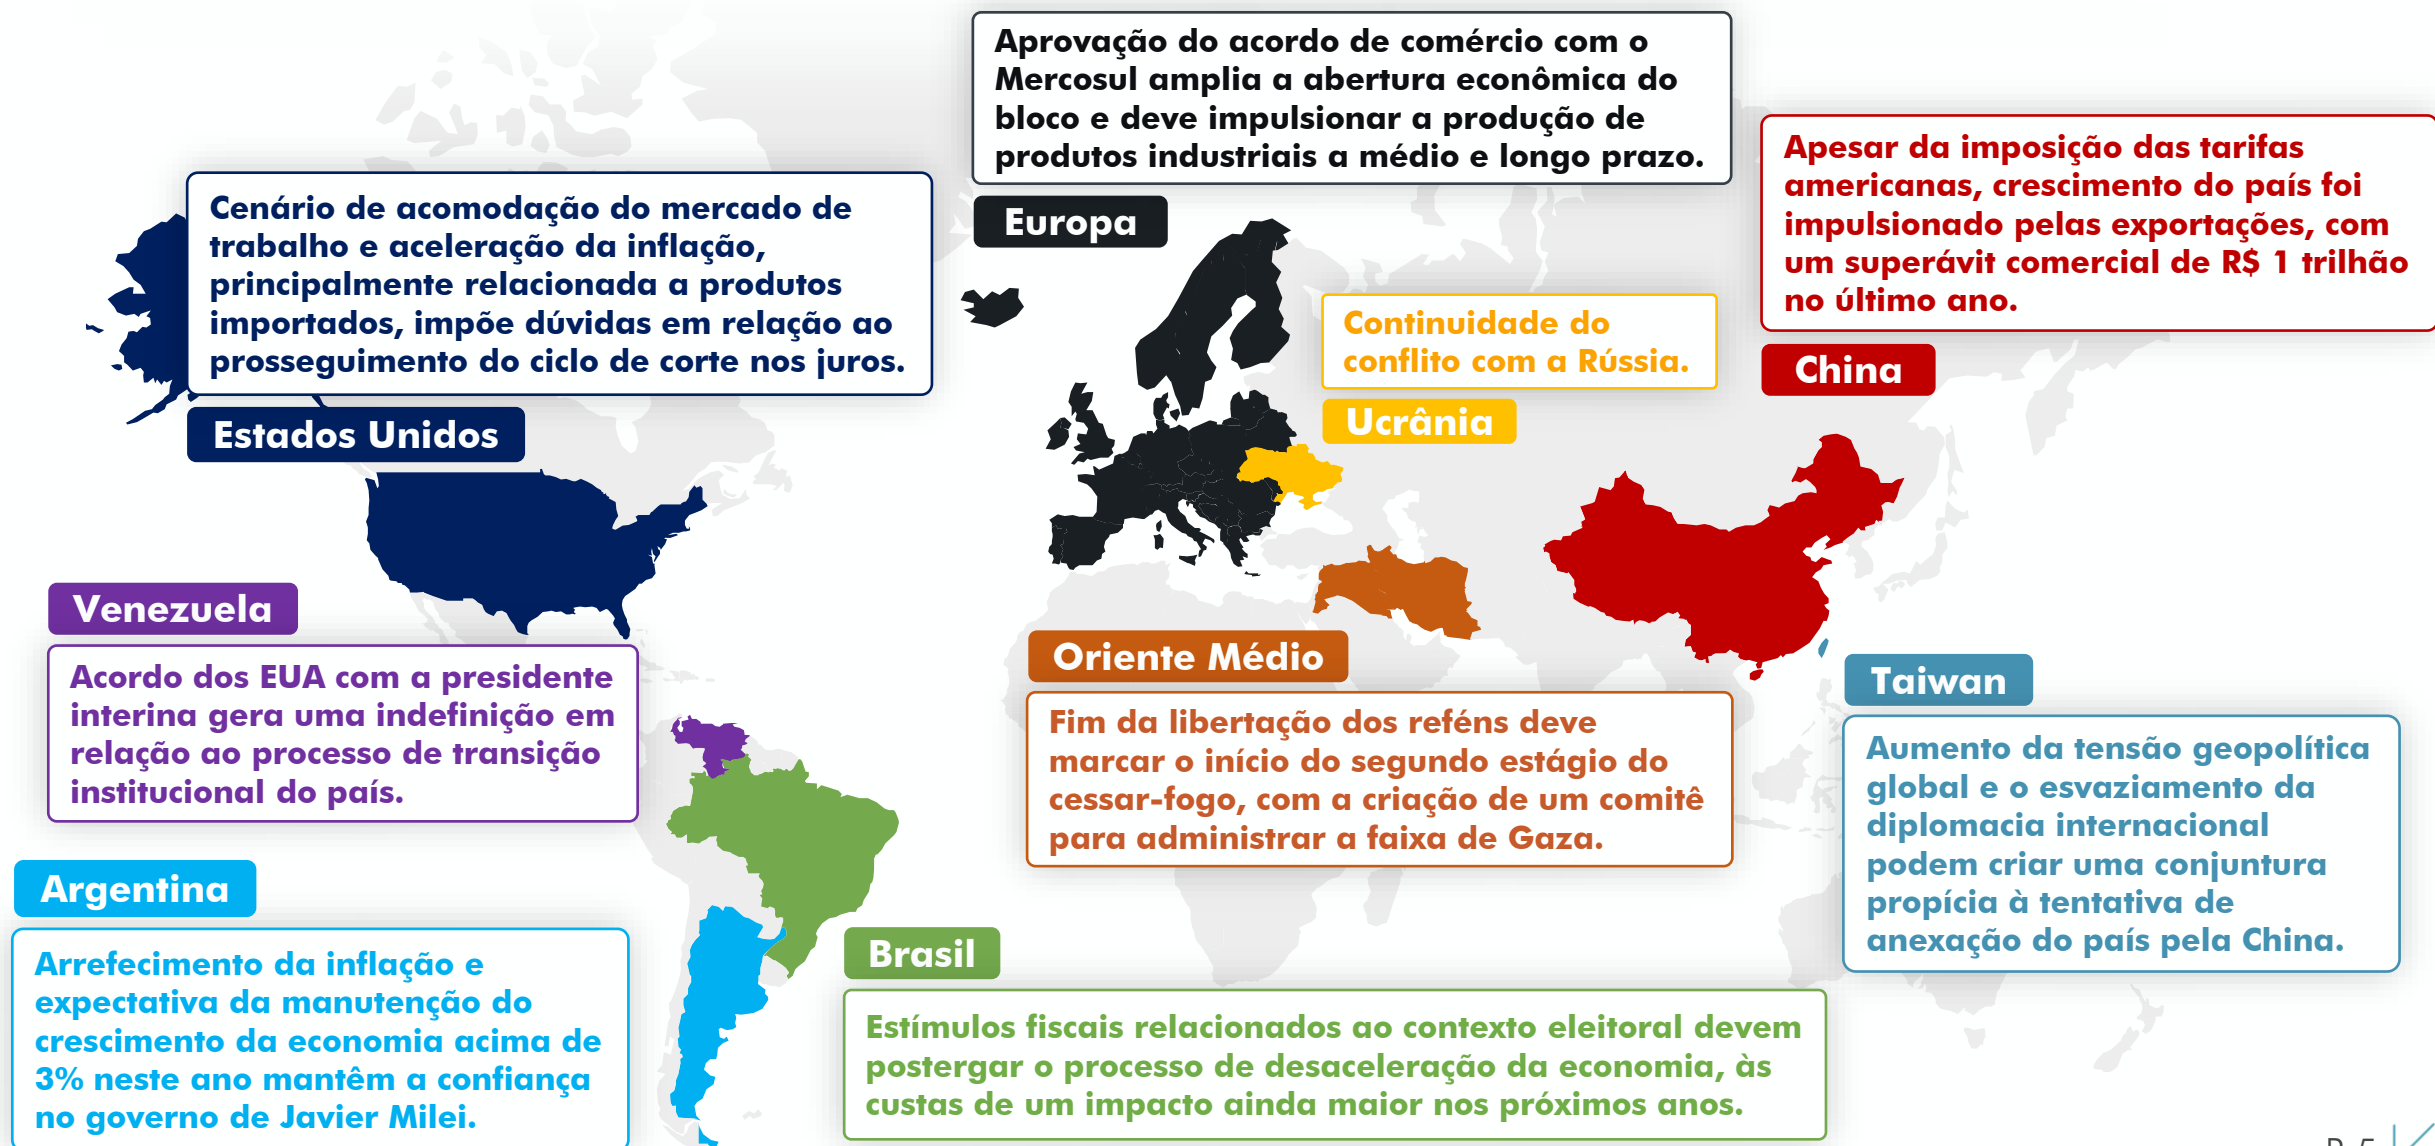 Aprovação do acordo de comércio com o
Mercosul amplia a abertura econômica do
bloco e deve impulsionar a produção de
produtos industriais a médio e longo prazo.
Europa
Apesar da imposição das tarifas
americanas, crescimento do país foi
impulsionado pelas exportações, com
um superávit comercial de R$ 1 trilhão
no último ano.
China
Cenário de acomodação do mercado de
trabalho e aceleração da inflação,
principalmente relacionada a produtos
importados, impõe dúvidas em relação ao
prosseguimento do ciclo de corte nos juros.
Estados Unidos
Continuidade do
conflito com a Rússia.
Ucrânia
Venezuela
Acordo dos EUA com a presidente
interina gera uma indefinição em
relação ao processo de transição
institucional do país.
Oriente Médio
Fim da libertação dos reféns deve
marcar o início do segundo estágio do
cessar-fogo, com a criação de um comitê
para administrar a faixa de Gaza.
Taiwan
Aumento da tensão geopolítica
global e o esvaziamento da
diplomacia internacional
podem criar uma conjuntura
propícia à tentativa de
anexação do país pela China.
Argentina
Arrefecimento da inflação e
expectativa da manutenção do
crescimento da economia acima de
3% neste ano mantêm a confiança
no governo de Javier Milei.
Brasil
Estímulos fiscais relacionados ao contexto eleitoral devem
postergar o processo de desaceleração da economia, às
custas de um impacto ainda maior nos próximos anos.